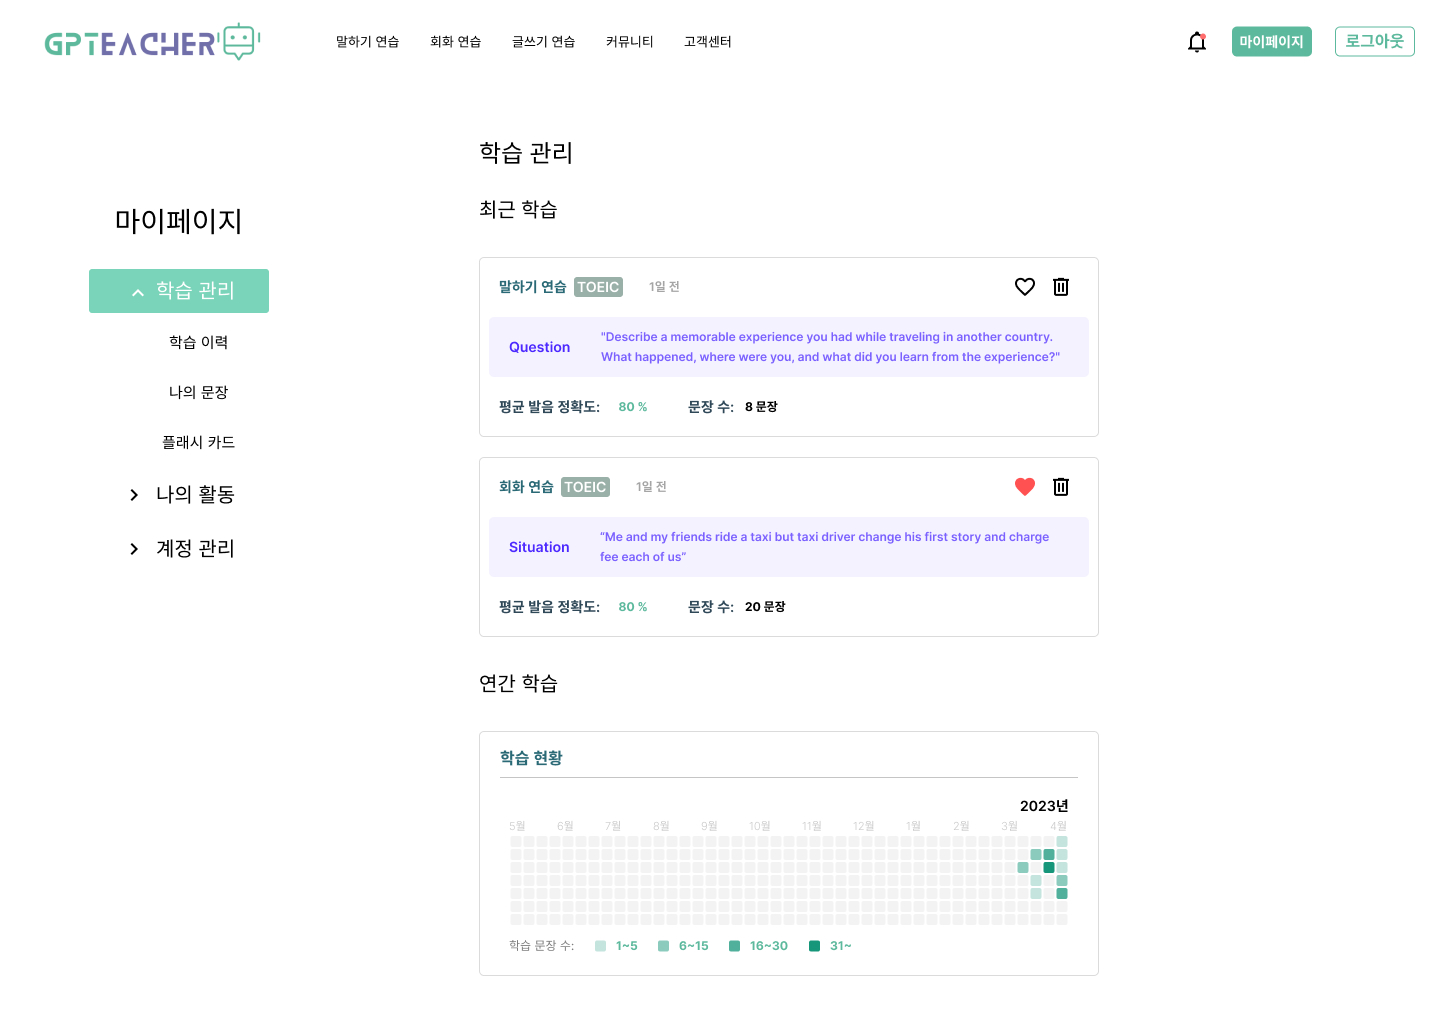 GPTEACHER
말하기 연습 회화 연습 글쓰기 연습 커뮤니티 고객센터
마이페이지 로그아웃
마이페이지
학습 관리
학습 이력
나의 문장
플래시 카드
나의 활동
계정 관리
학습 관리
최근 학습
말하기 연습 TOEIC 1일 전
Question
"Describe a memorable experience you had while traveling in another country.
What happened, where were you, and what did you learn from the experience?"
평균 발음 정확도: 80 % 문장 수: 8 문장
회화 연습 TOEIC 1일 전
Situation
“Me and my friends ride a taxi but taxi driver change his first story and charge
fee each of us”
평균 발음 정확도: 80 % 문장 수: 20 문장
연간 학습
학습 현황
2023년
5월 6월 7월 8월 9월 10월 11월 12월 1월 2월 3월 4월
학습 문장 수: 1~5 6~15 16~30 31~